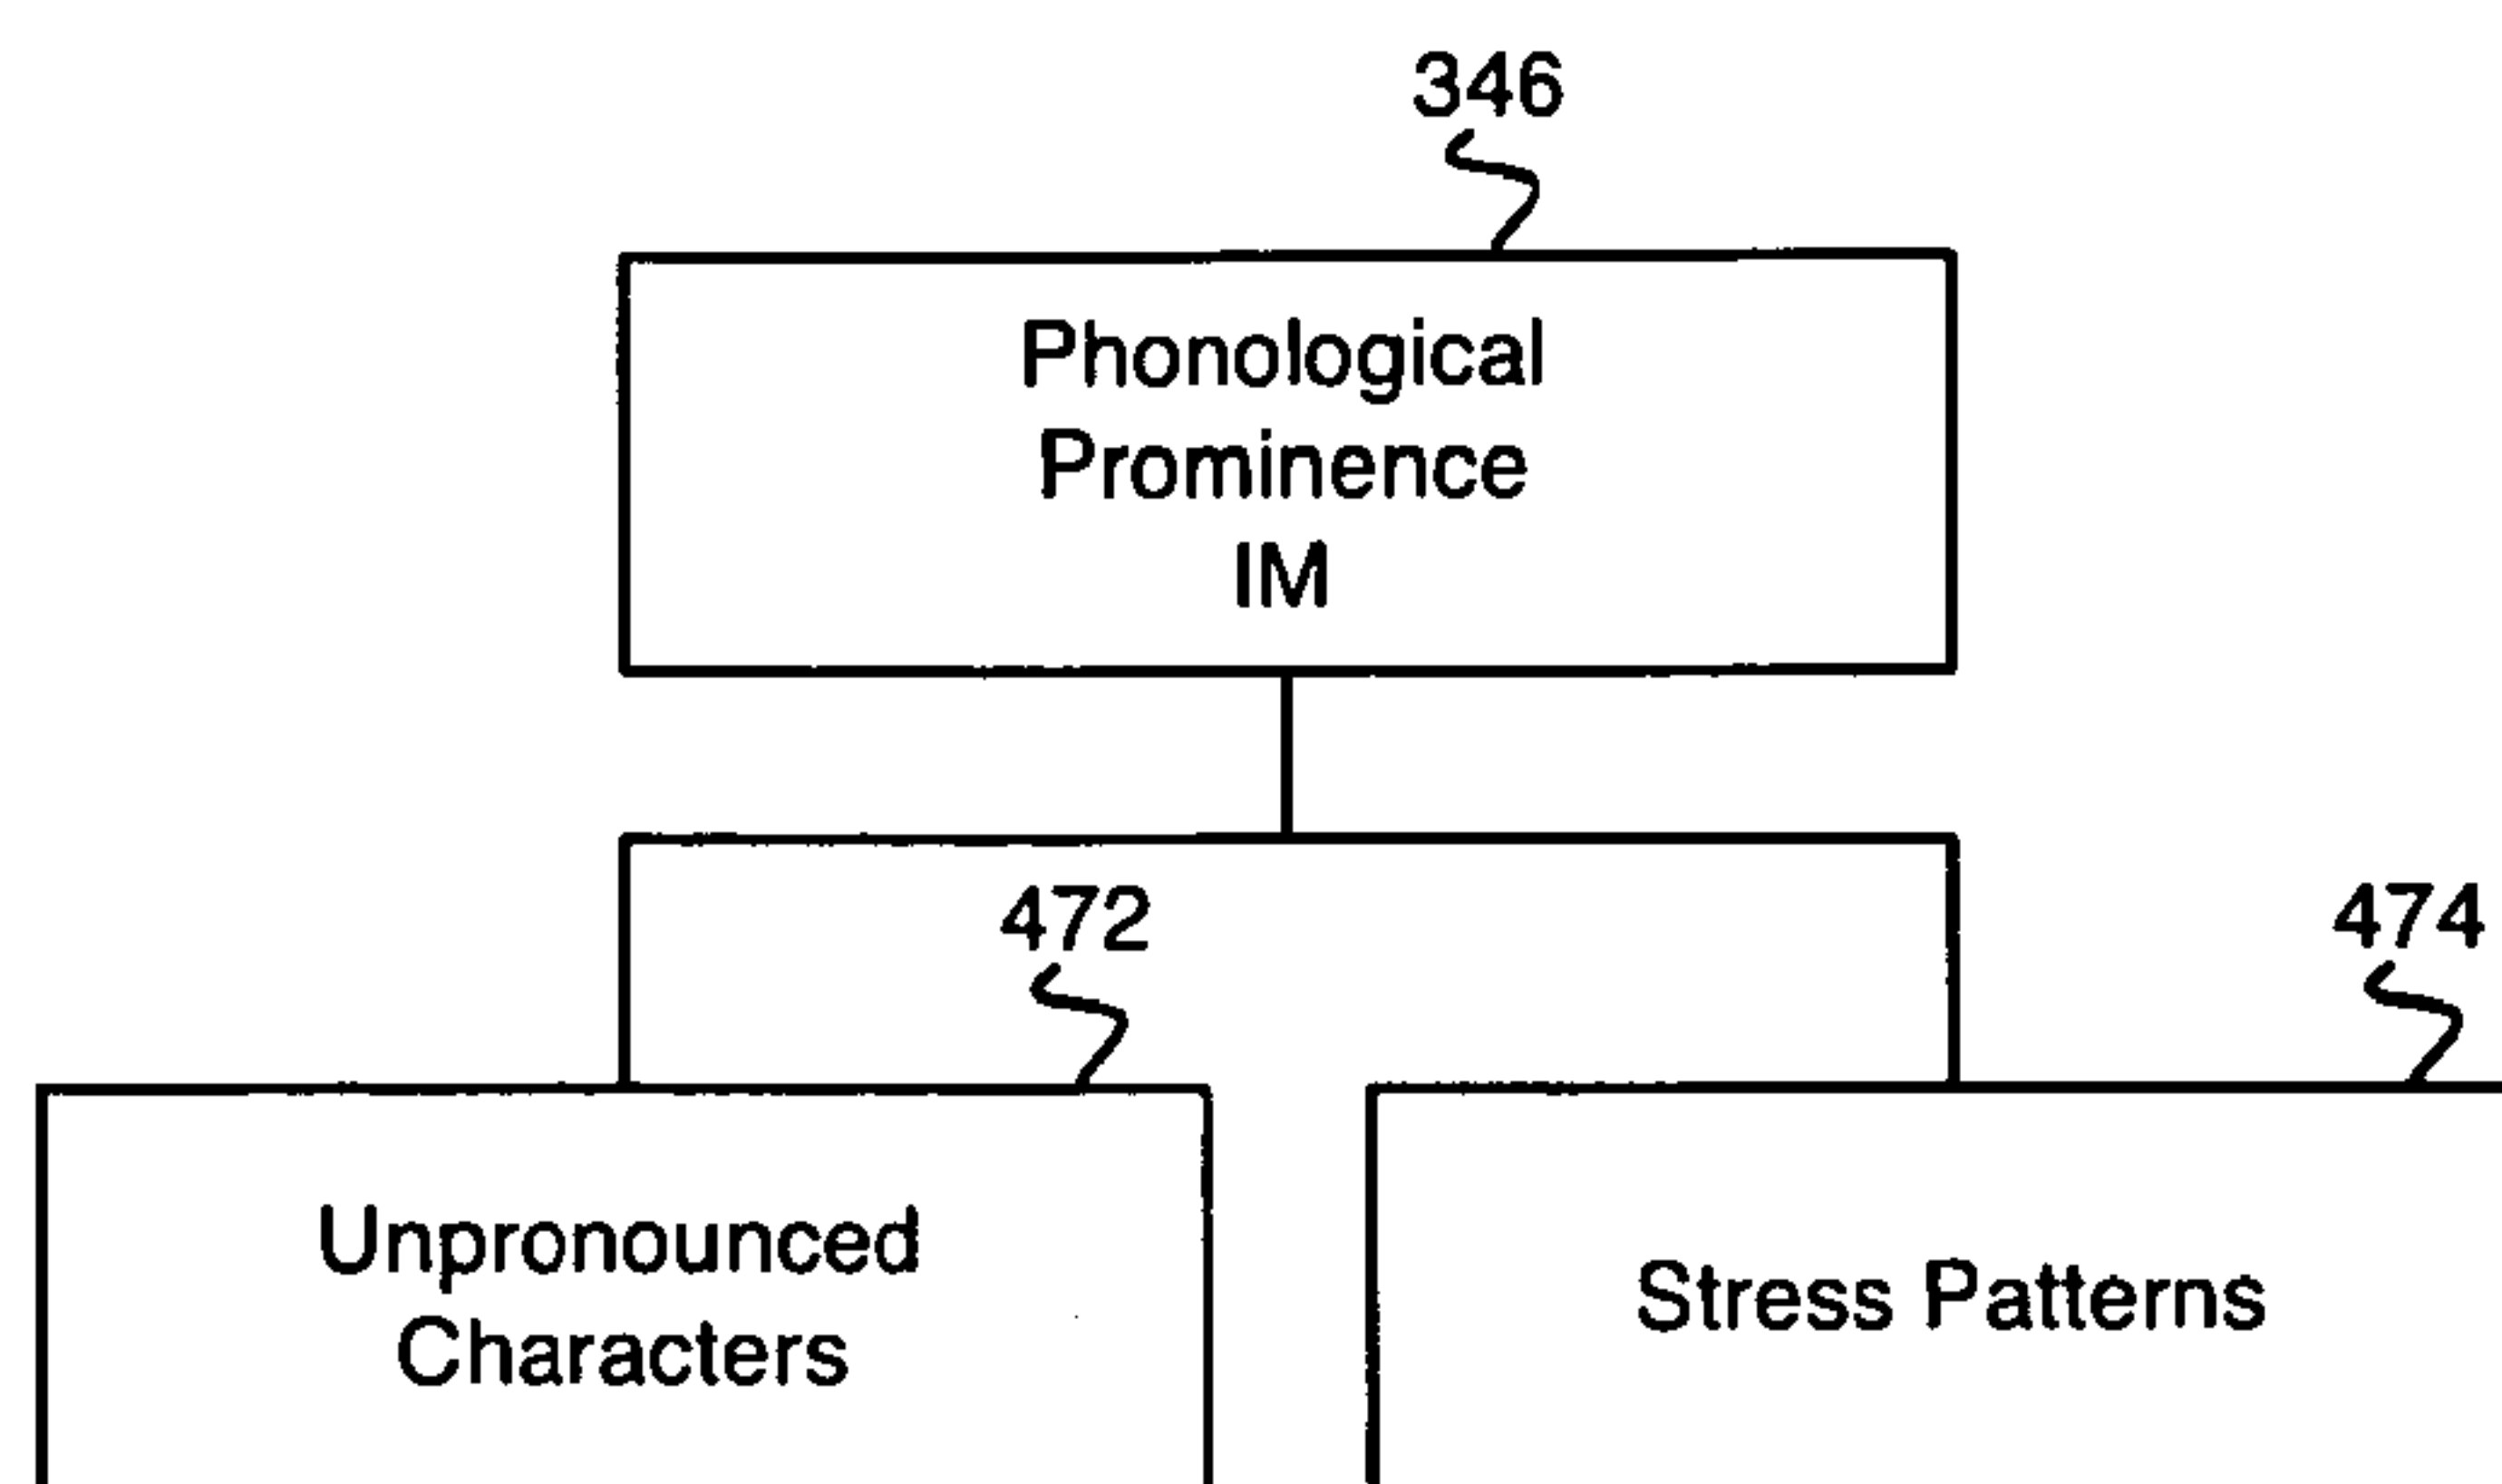 346
Phonological
Prominence
IM
472
474
Unpronounced
Characters
Stress Patterns